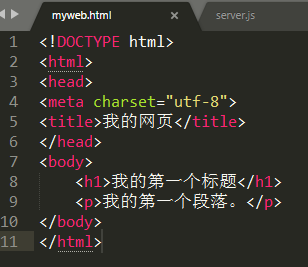 myweb.html × server.js
1 <!DOCTYPE html>
2 <html>
3 <head>
4 <meta charset="utf-8">
5 <title>我的网页</title>
6 </head>
7 <body>
8 <h1>我的第一个标题</h1>
9 <p>我的第一个段落。</p>
10 </body>
11 </html>